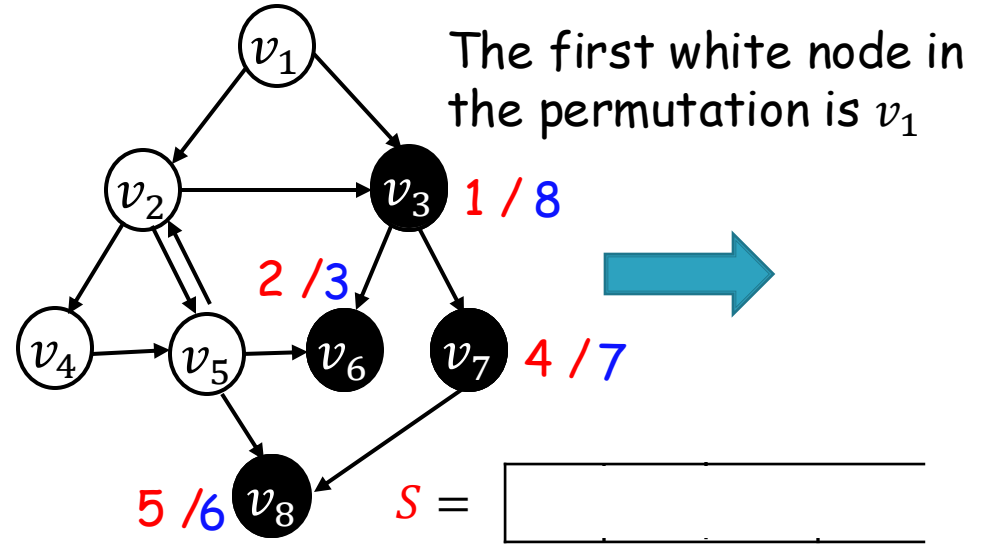 The first white node in
the permutation is v₁
v₁
v₂
v₃
1 / 8
2 /3
v₄
v₅
v₆
v₇
4 / 7
5 /6
v₈
S =